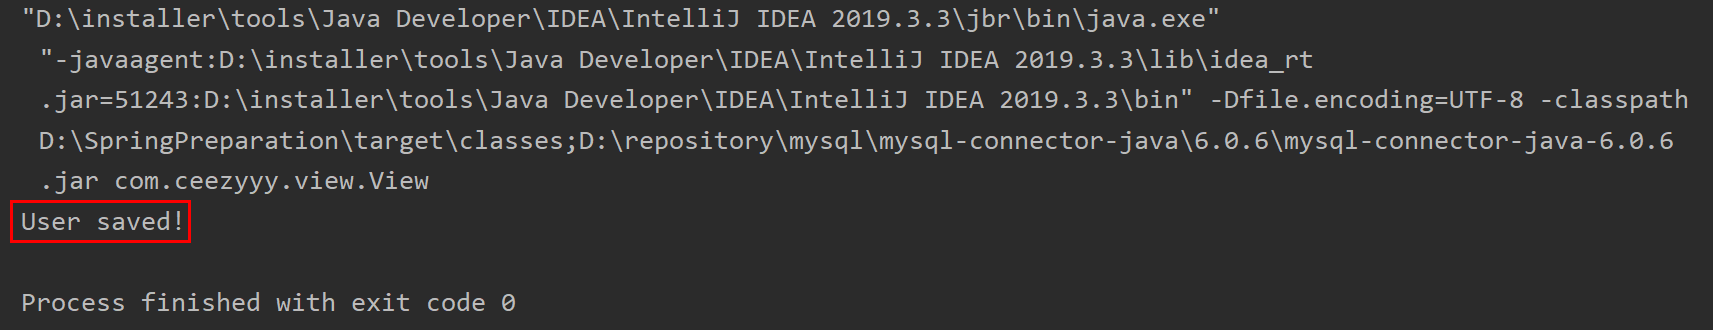 "D:\installer\tools\Java Developer\IDEA\IntelliJ IDEA 2019.3.3\jbr\bin\java.exe"
"-javaagent:D:\installer\tools\Java Developer\IDEA\IntelliJ IDEA 2019.3.3\lib\idea_rt
.jar=51243:D:\installer\tools\Java Developer\IDEA\IntelliJ IDEA 2019.3.3\bin" -Dfile.encoding=UTF-8 -classpath
D:\SpringPreparation\target\classes;D:\repository\mysql\mysql-connector-java\6.0.6\mysql-connector-java-6.0.6
.jar com.ceezyyy.view.View
User saved!
Process finished with exit code 0